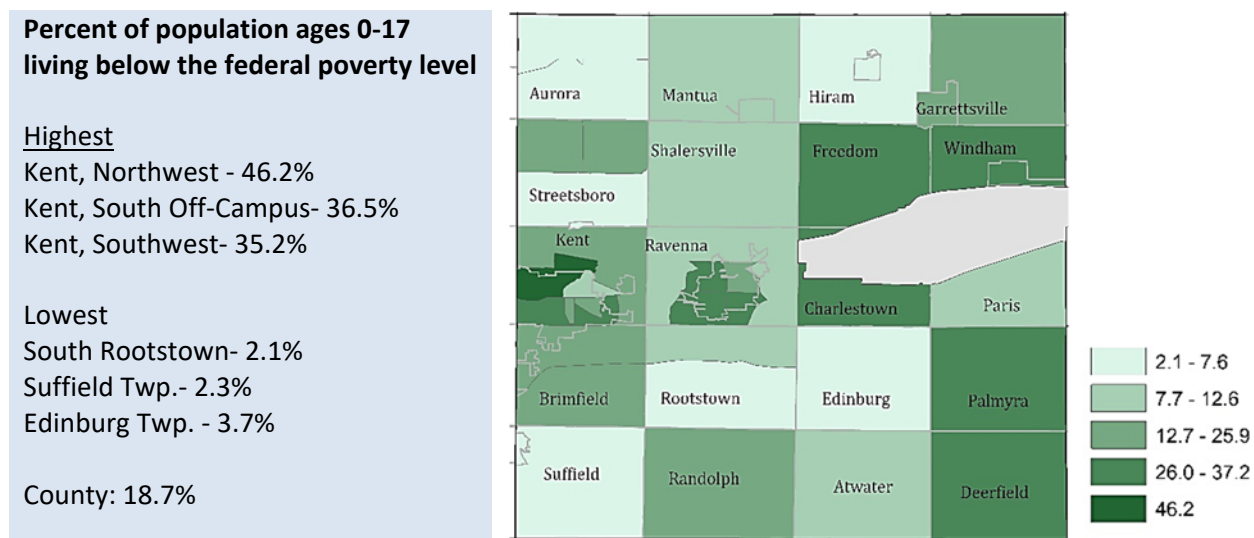 Percent of population ages 0-17
living below the federal poverty level
Highest
Kent, Northwest - 46.2%
Kent, South Off-Campus- 36.5%
Kent, Southwest- 35.2%
Lowest
South Rootstown- 2.1%
Suffield Twp.- 2.3%
Edinburg Twp. - 3.7%
County: 18.7%
Aurora
Mantua
Hiram
Garrettsville
Shalersville
Freedom
Windham
Streetsboro
Kent
Ravenna
Charlestown
Paris
Brimfield
Rootstown
Edinburg
Palmyra
Suffield
Randolph
Atwater
Deerfield
2.1 - 7.6
7.7 - 12.6
12.7 - 25.9
26.0 - 37.2
46.2